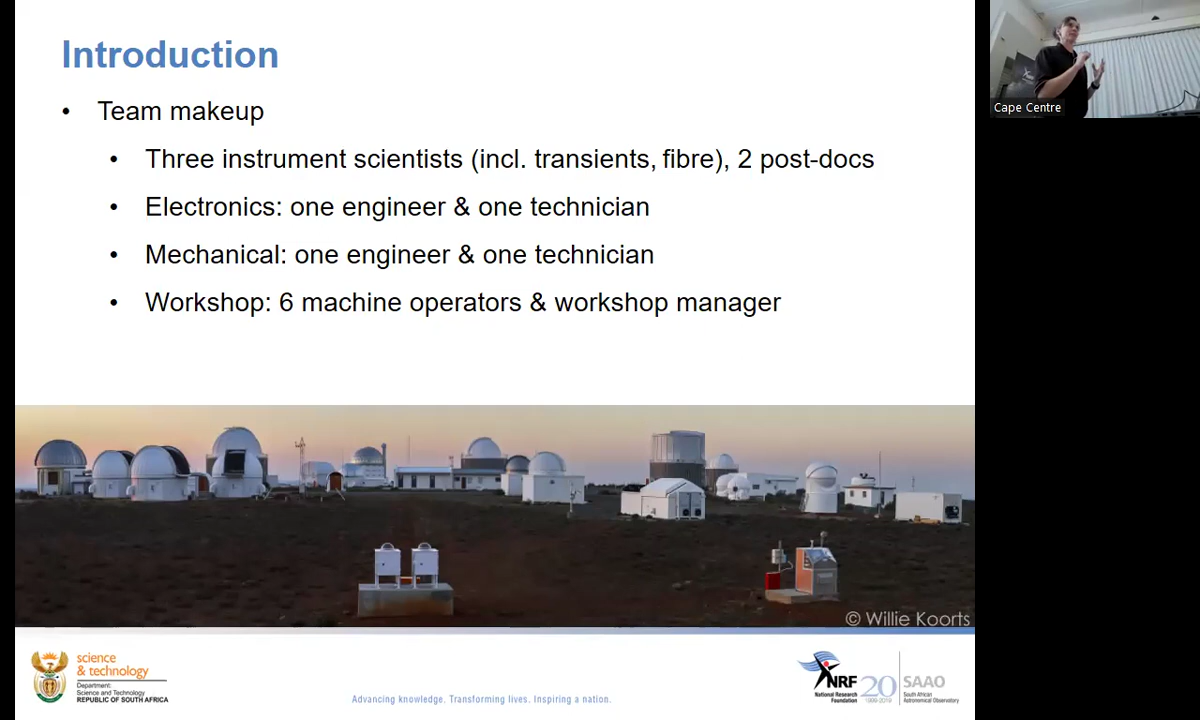 Introduction
• Team makeup
• Three instrument scientists (incl. transients, fibre), 2 post-docs
• Electronics: one engineer & one technician
• Mechanical: one engineer & one technician
• Workshop: 6 machine operators & workshop manager
Cape Centre
© Willie Koorts
science
& technology
Department:
Science and Technology
REPUBLIC OF SOUTH AFRICA
Advancing knowledge. Transforming lives. Inspiring a nation.
NRF
National Research
Foundation
20
1999-2019
SAAO
South African
Astronomical Observatory